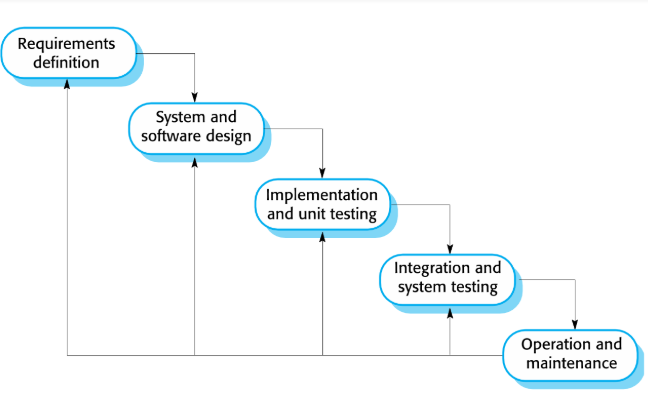 Requirements
definition
System and
software design
Implementation
and unit testing
Integration and
system testing
Operation and
maintenance